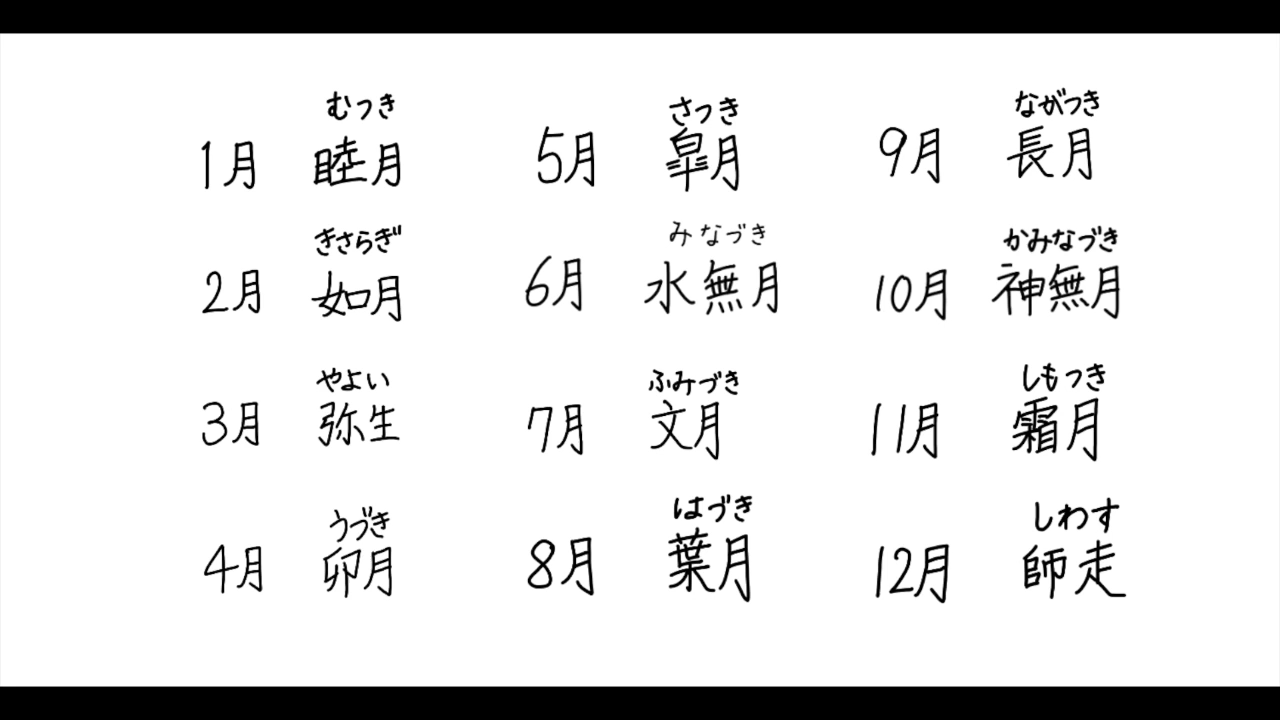 むつき
1月 睦月
きさらぎ
2月 如月
やよい
3月 弥生
うづき
4月 卯月
さつき
5月 皐月
みなづき
6月 水無月
ふみづき
7月 文月
はづき
8月 葉月
ながつき
9月 長月
かみなづき
10月 神無月
しもつき
11月 霜月
しわす
12月 師走